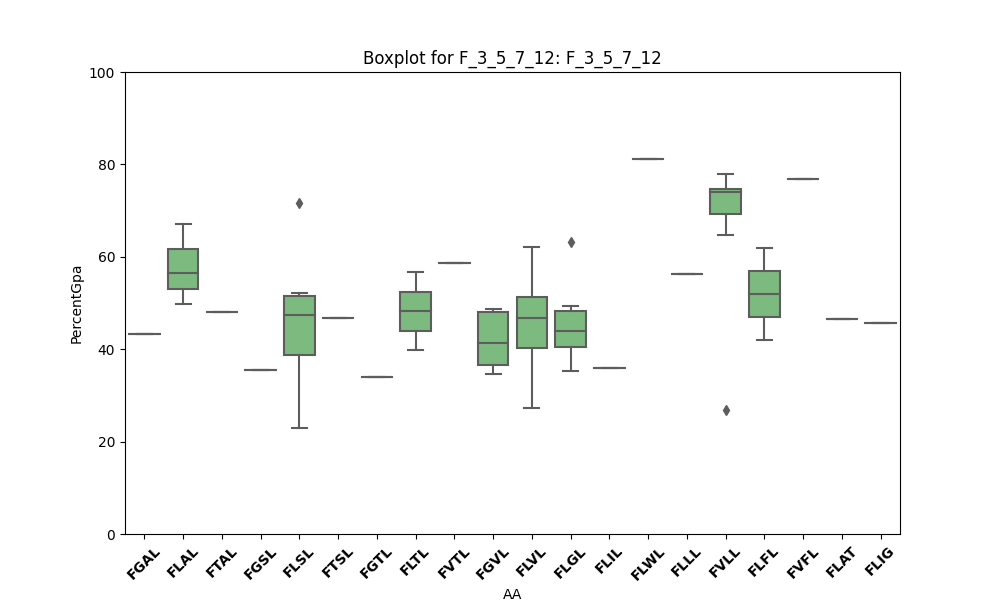 Boxplot for F_3_5_7_12: F_3_5_7_12
PercentGpa
100
80
60
40
20
0
FGAL FLAL FTAL FGSL FLSL FTSL FGTL FLTL FVTL FGVL FLVL FLGL FLIL FLWL FLLL FVLL FLFL FVFL FLAT FLIG
AA